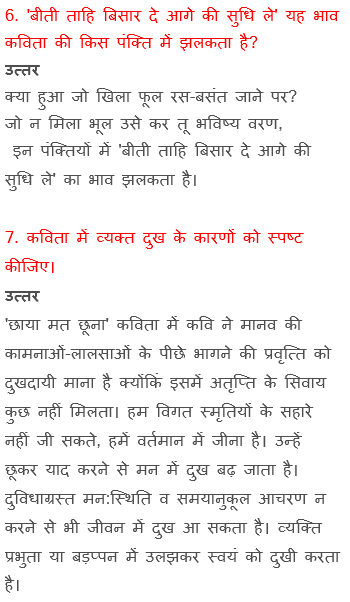 6. 'बीती ताहि बिसार दे आगे की सुधि ले' यह भाव
कविता की किस पंक्ति में झलकता है?
उत्तर
क्या हुआ जो खिला फूल रस-बसंत जाने पर?
जो न मिला भूल उसे कर तू भविष्य वरण,
इन पंक्तियों में 'बीती ताहि बिसार दे आगे की
सुधि ले' का भाव झलकता है।
7. कविता में व्यक्त दुख के कारणों को स्पष्ट
कीजिए।
उत्तर
'छाया मत छूना' कविता में कवि ने मानव की
कामनाओं-लालसाओं के पीछे भागने की प्रवृत्ति को
दुखदायी माना है क्योंकिं इसमें अतृप्ति के सिवाय
कुछ नहीं मिलता। हम विगत स्मृतियों के सहारे
नहीं जी सकते, हमें वर्तमान में जीना है। उन्हें
छूकर याद करने से मन में दुख बढ़ जाता है।
दुविधाग्रस्त मन:स्थिति व समयानुकूल आचरण न
करने से भी जीवन में दुख आ सकता है। व्यक्ति
प्रभुता या बड़प्पन में उलझकर स्वयं को दुखी करता
है।